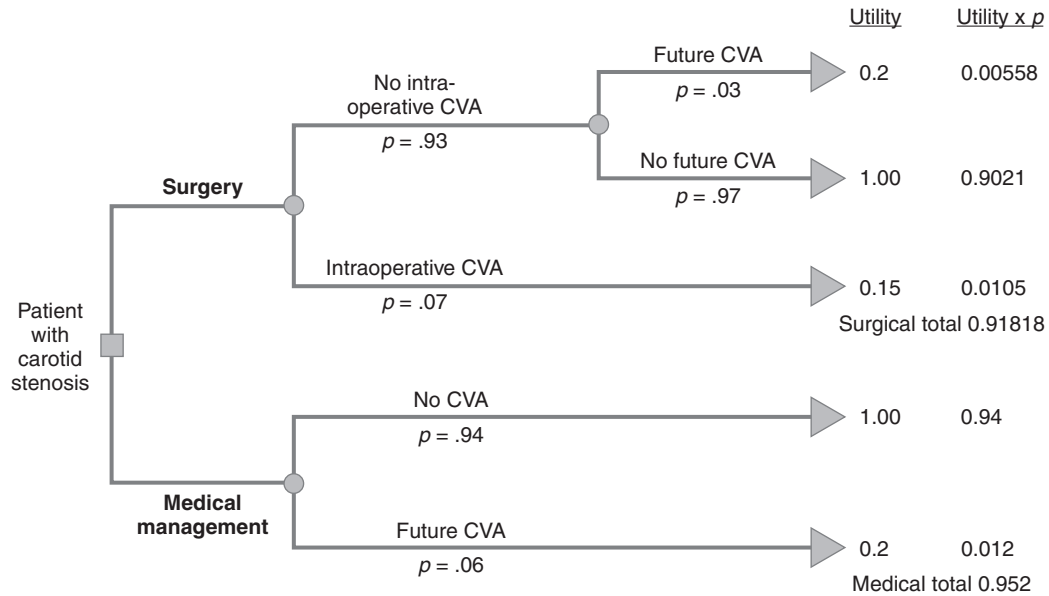 Utility Utility x p
Future CVA
p = .03
0.2 0.00558
No intra-
operative CVA
p = .93
No future CVA
p = .97
1.00 0.9021
Surgery
Intraoperative CVA
p = .07
0.15 0.0105
Surgical total 0.91818
Patient
with
carotid
stenosis
No CVA
p = .94
1.00 0.94
Medical
management
Future CVA
p = .06
0.2 0.012
Medical total 0.952